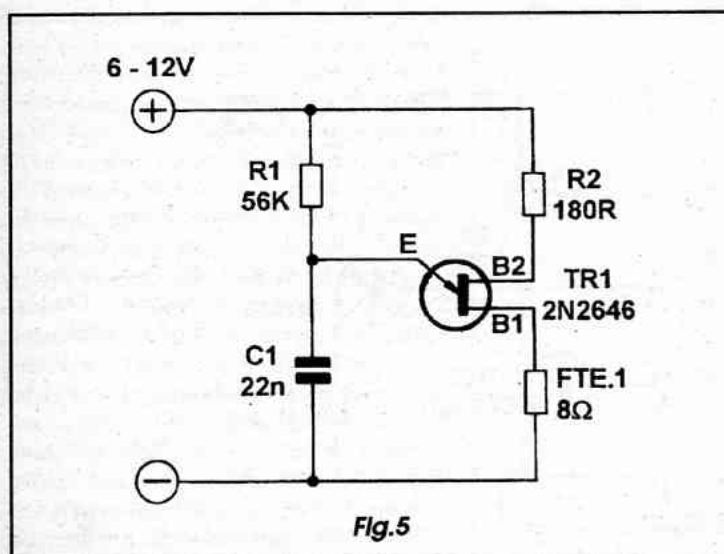 6 - 12V
R1
56K
R2
180R
E
B2
TR1
2N2646
B1
C1
22n
FTE.1
8Ω
Fig.5